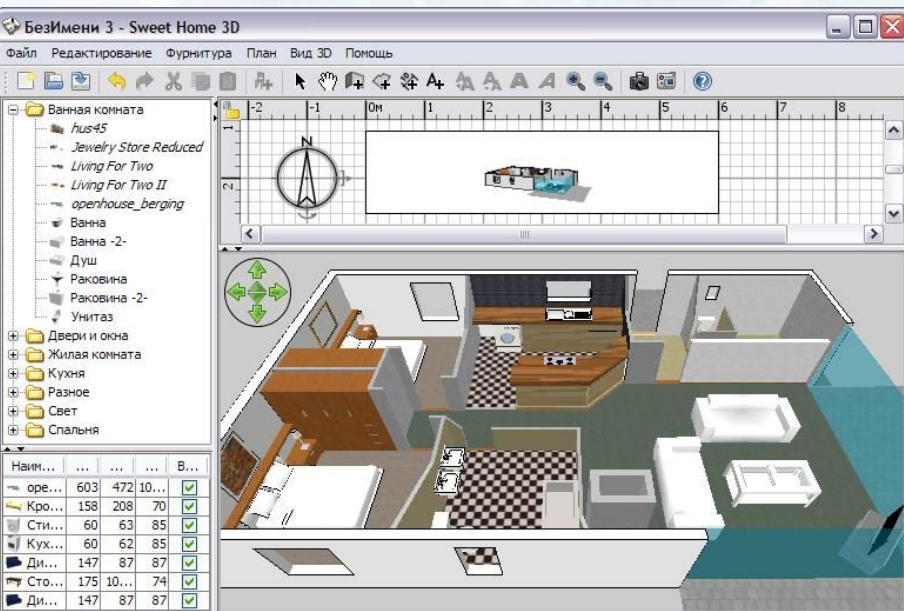 БезИмени 3 - Sweet Home 3D
Файл Редактирование Фурнитура План Вид 3D Помощь
-2 -1 0м 1 2 3 4 5 6 7 8
Ванная комната
hus45
Jewelry Store Reduced
Living For Two
Living For Two II
openhouse_berging
Ванна
Ванна -2-
Душ
Раковина
Раковина -2-
Унитаз
Двери и окна
Жилая комната
Кухня
Разное
Свет
Спальня
N
2
Наим... ... ... ... В...
opе... 603 472 10...
Кро... 158 208 70
Сти... 60 63 85
Кух... 60 62 85
Ди... 147 87 87
Сто... 175 10... 74
Ди... 147 87 87